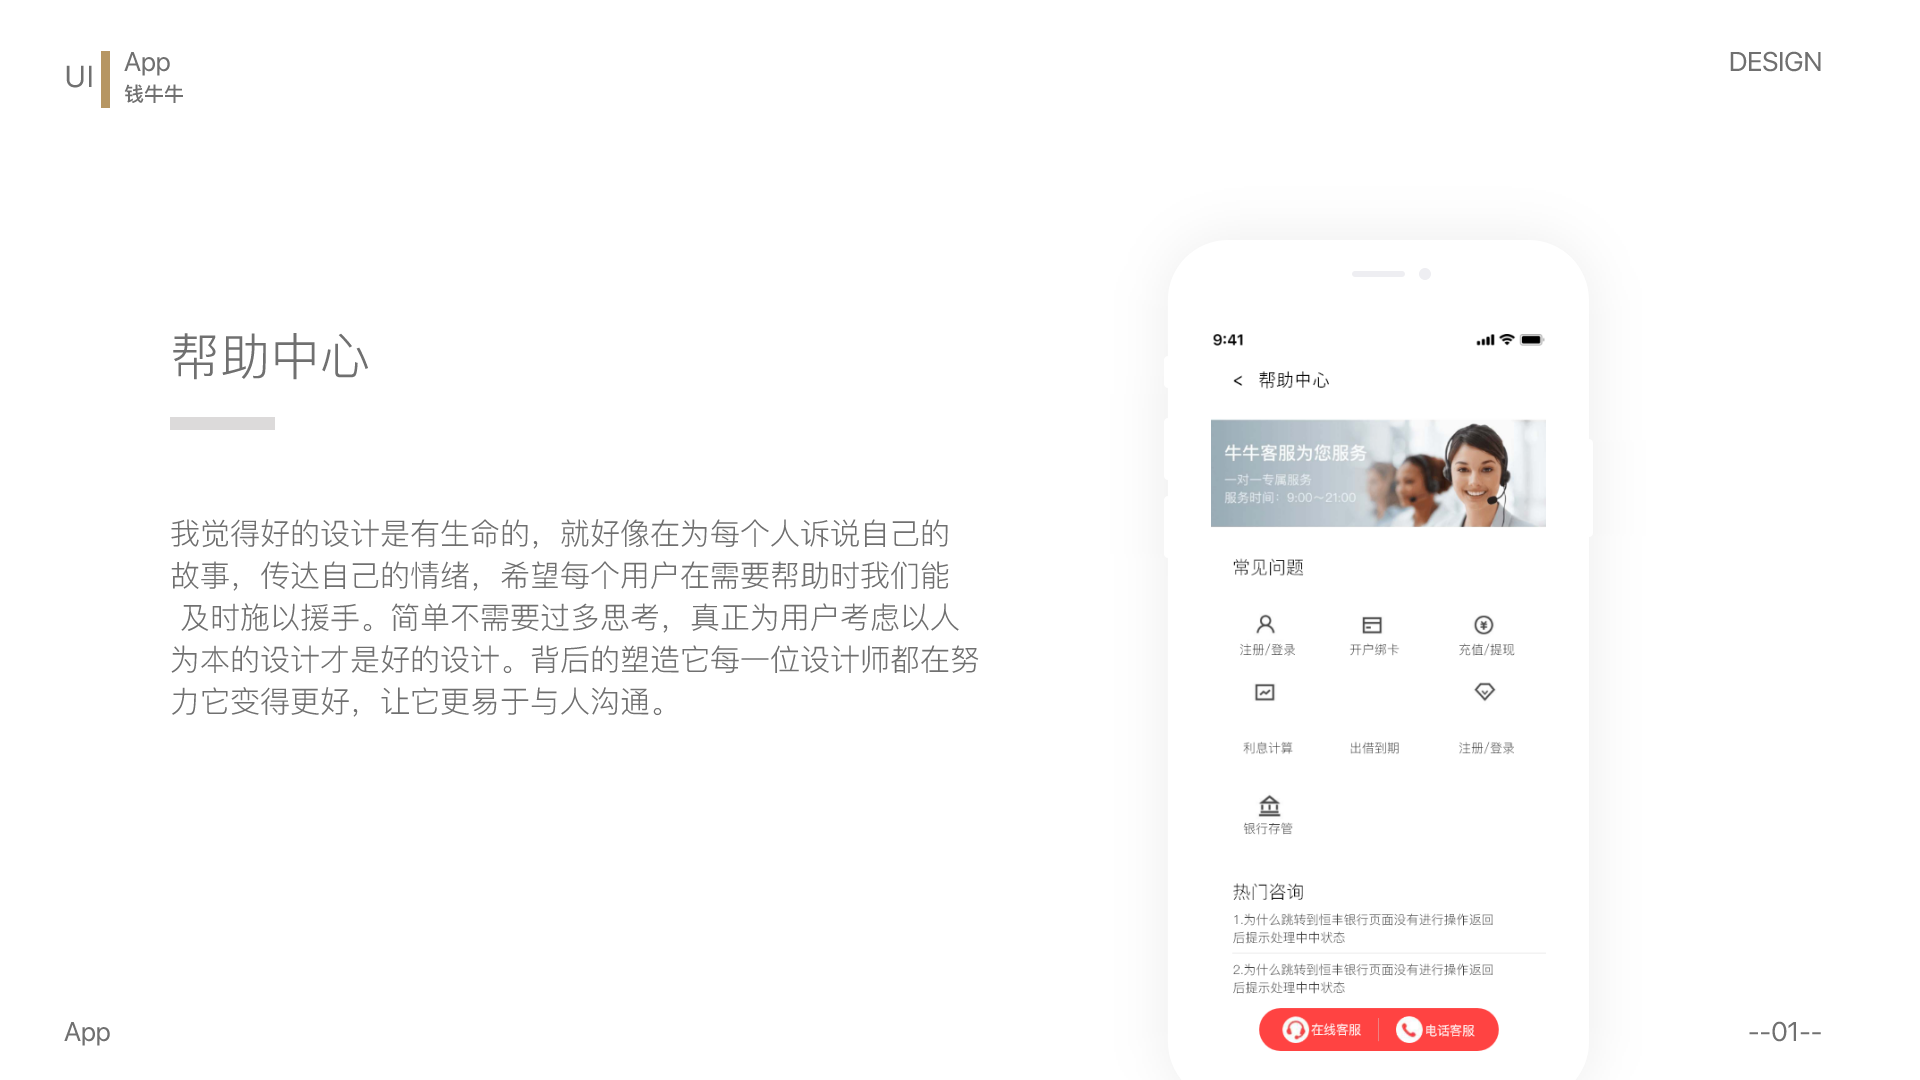 UI
App
钱牛牛
DESIGN
帮助中心
我觉得好的设计是有生命的，就好像在为每个人诉说自己的
故事，传达自己的情绪，希望每个用户在需要帮助时我们能
及时施以援手。简单不需要过多思考，真正为用户考虑以人
为本的设计才是好的设计。背后的塑造它每一位设计师都在努
力它变得更好，让它更易于与人沟通。
9:41
< 帮助中心
牛牛客服为您服务
一对一专属服务
服务时间：9:00～21:00
常见问题
注册/登录 开户绑卡 充值/提现
利息计算 出借到期 注册/登录
银行存管
热门咨询
1.为什么跳转到恒丰银行页面没有进行操作返回
后提示处理中中状态
2.为什么跳转到恒丰银行页面没有进行操作返回
后提示处理中中状态
在线客服 电话客服
App
--01--